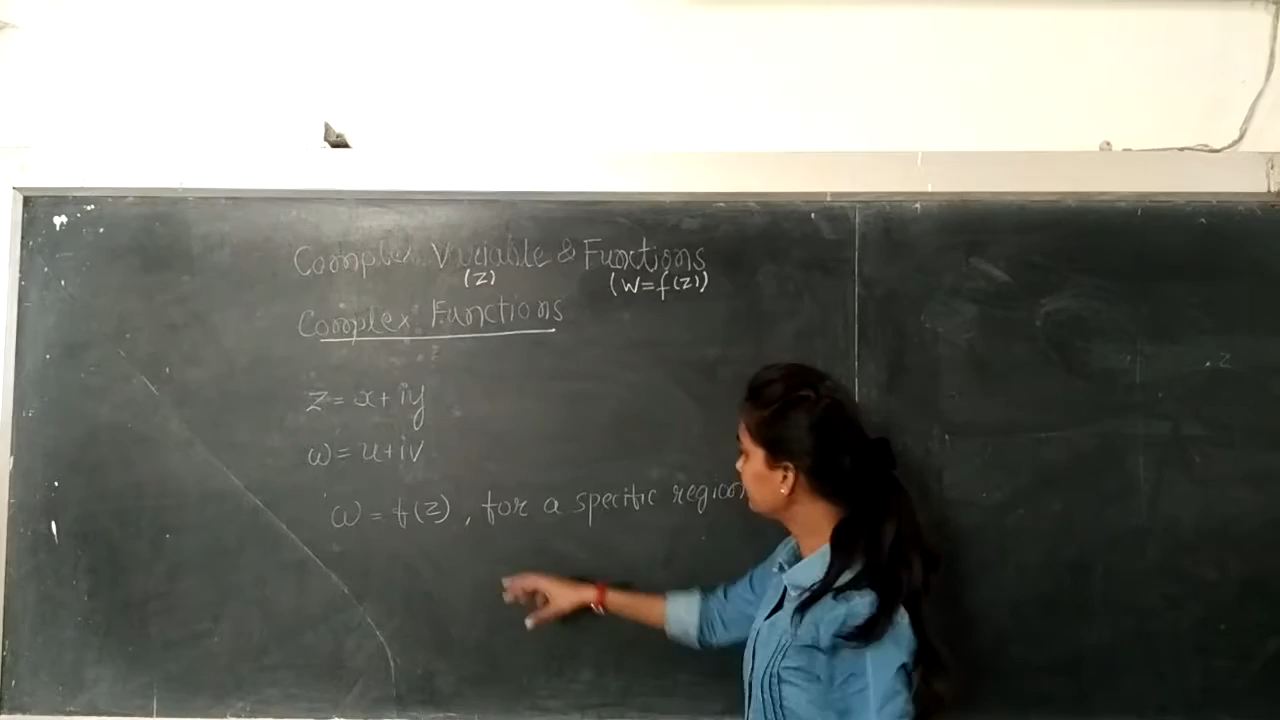 Complex Variable & Functions
(z) (w=f(z))
Complex Functions
z = x+iy
w = u+iv
w = f(z), for a specific region
.z